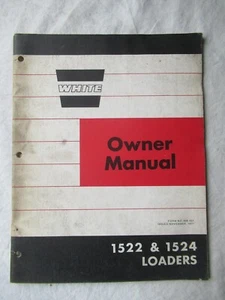 WHITE
Owner
Manual
1522 & 1524
LOADERS